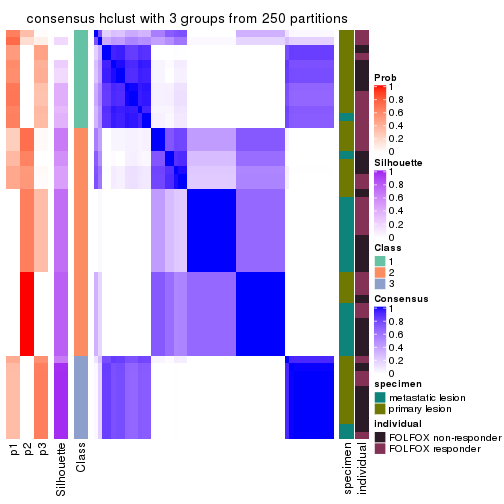 consensus hclust with 3 groups from 250 partitions
Prob
1
0.8
0.6
0.4
0.2
0
Silhouette
1
0.8
0.6
0.4
0.2
0
Class
1
2
3
Consensus
1
0.8
0.6
0.4
0.2
0
specimen
metastatic lesion
primary lesion
individual
FOLFOX non-responder
FOLFOX responder
p1
p2
p3
Silhouette
Class
specimen
individual